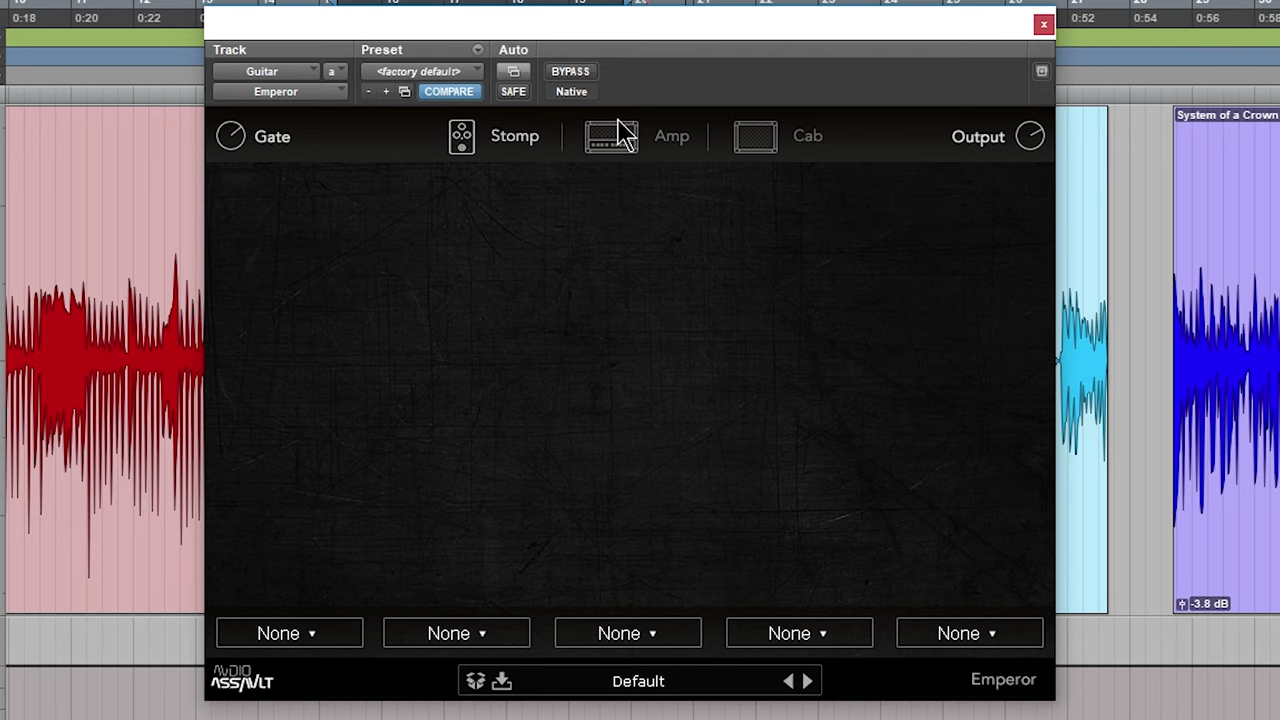 0:18 0:20 0:22 0:52 0:54 0:56 0:58
Track Preset Auto
Guitar a <factory default> BYPASS
Emperor - + COMPARE SAFE Native
Gate Stomp Amp Cab Output
System of a Crown
-3.8 dB
None None None None None
AUDIO
ASSAULT Default Emperor